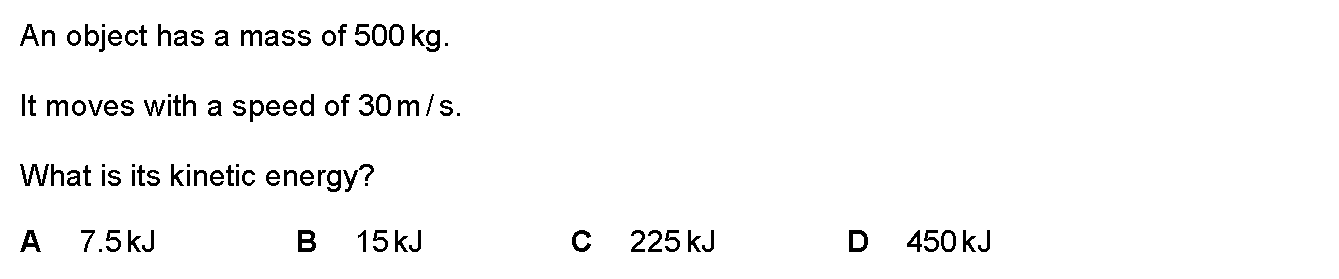 An object has a mass of 500 kg.
It moves with a speed of 30 m / s.
What is its kinetic energy?
A 7.5 kJ B 15 kJ C 225 kJ D 450 kJ